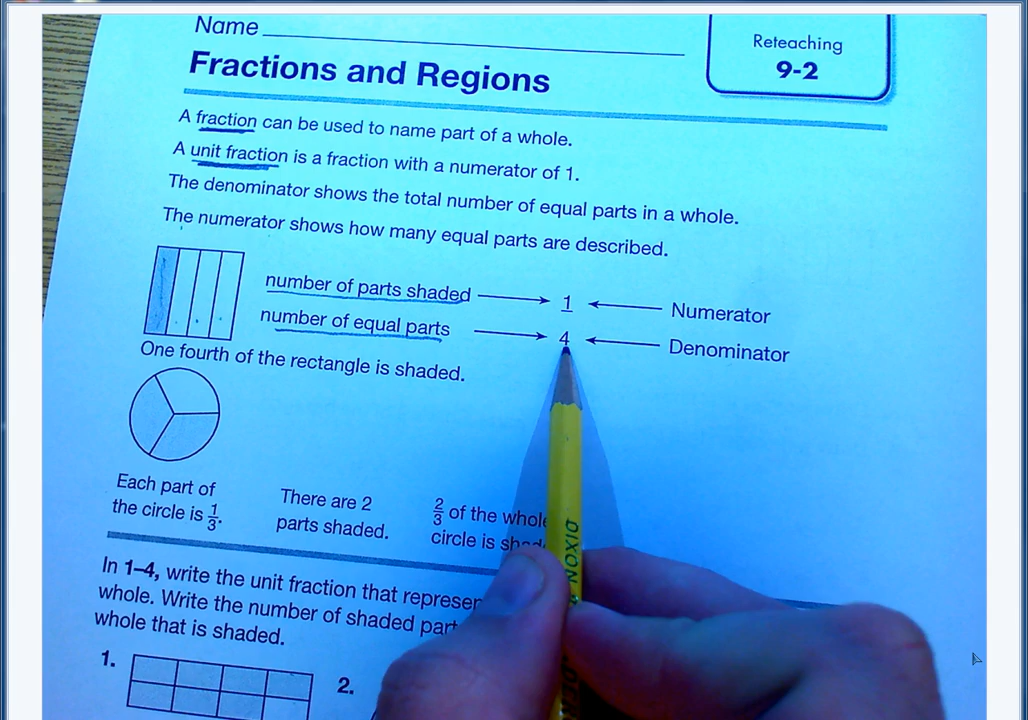 Name
Reteaching
9-2
Fractions and Regions
A fraction can be used to name part of a whole.
A unit fraction is a fraction with a numerator of 1.
The denominator shows the total number of equal parts in a whole.
The numerator shows how many equal parts are described.
number of parts shaded 1 Numerator
number of equal parts 4 Denominator
One fourth of the rectangle is shaded.
Each part of
the circle is 1/3.
There are 2
parts shaded.
2/3 of the whole
circle is
In 1–4, write the unit fraction that
whole. Write the number of shaded
whole that is shaded.
1.
2.
DIXON